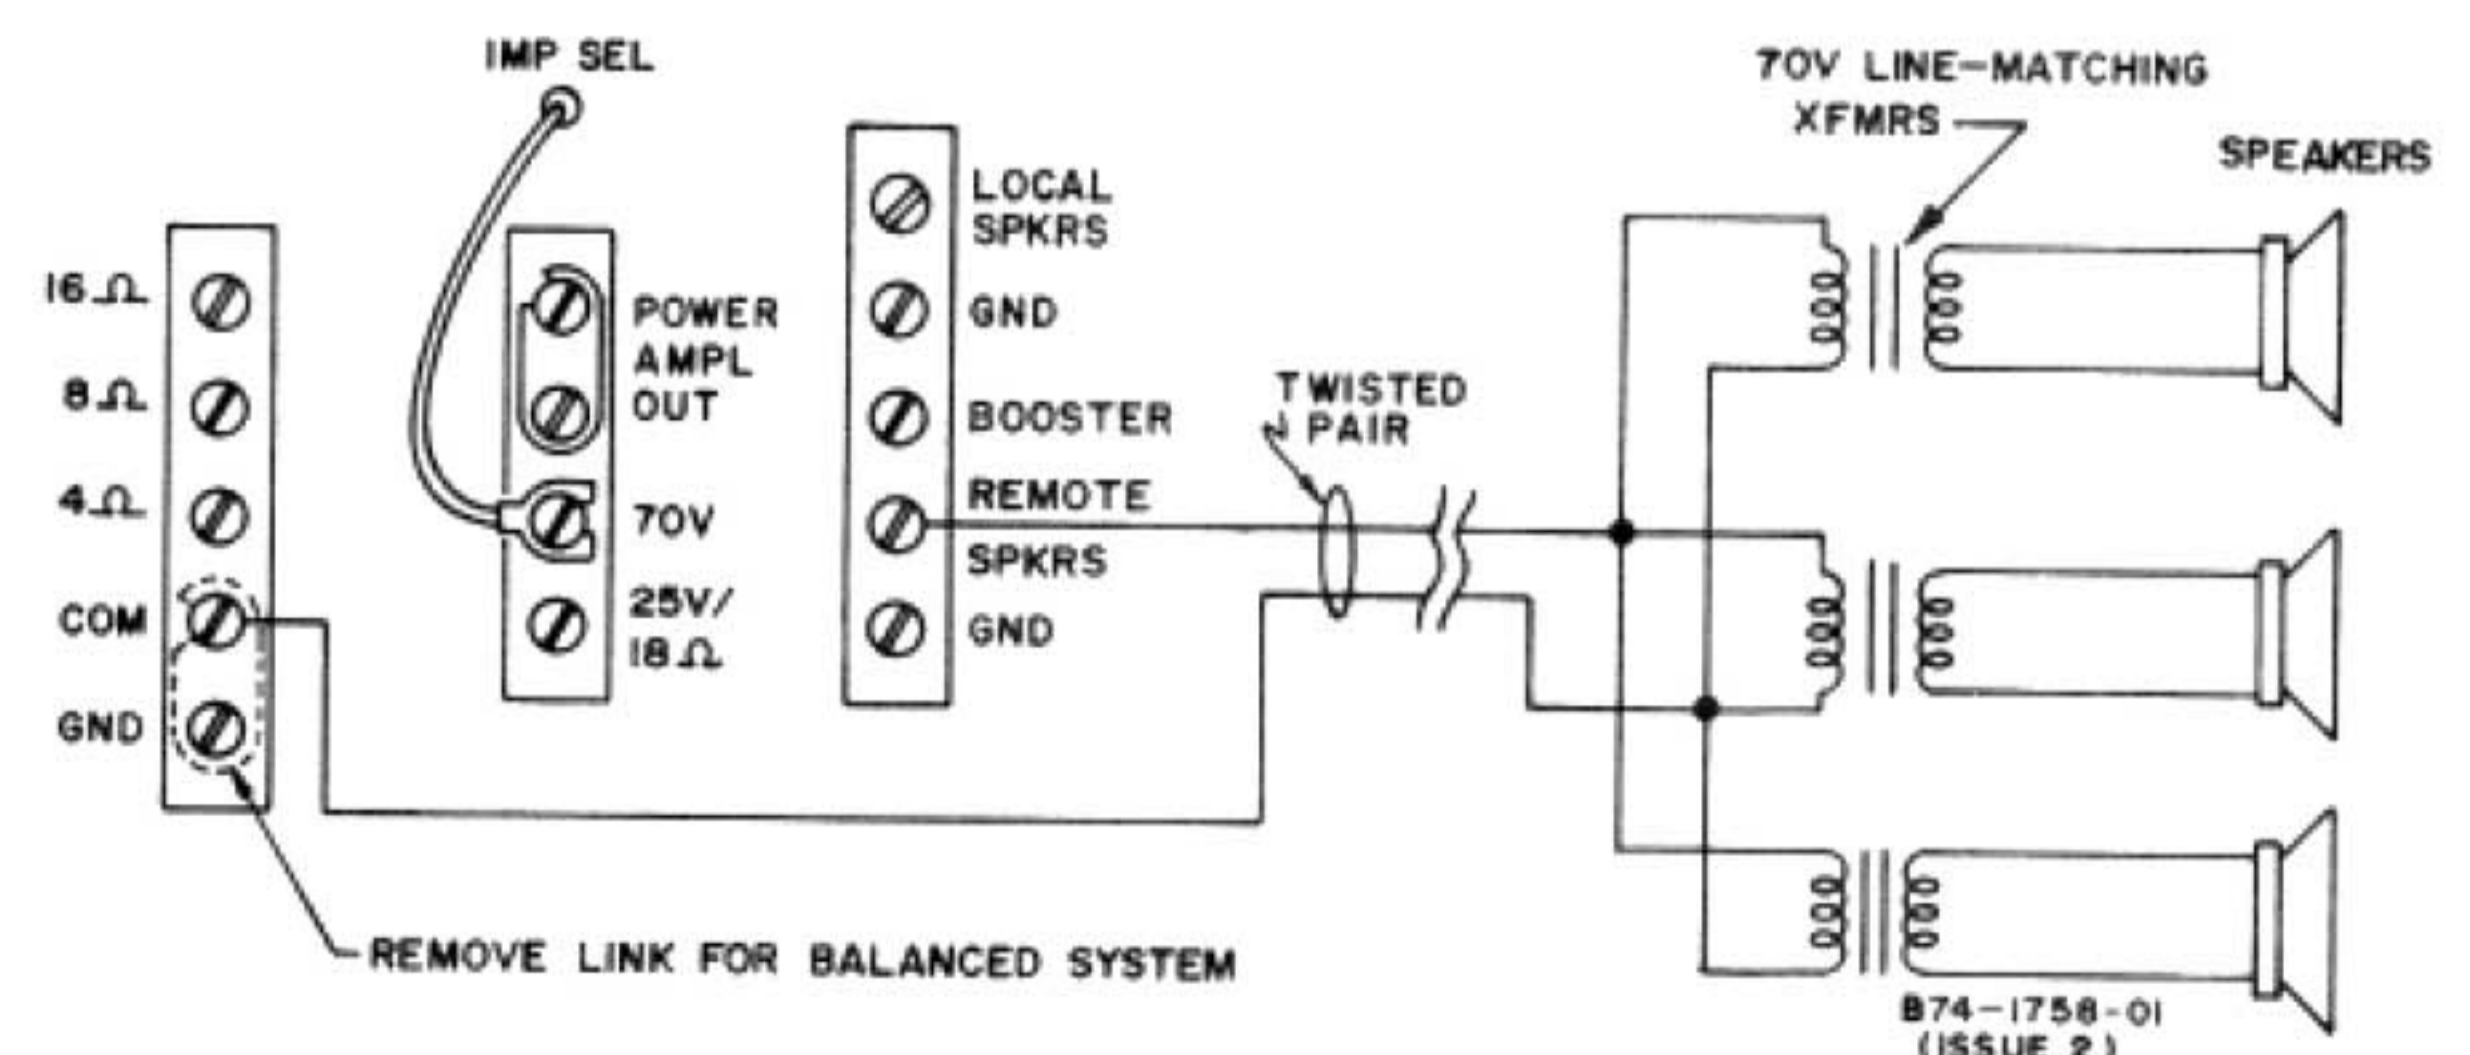 IMP SEL
70V LINE-MATCHING
XFMRS
SPEAKERS
16Ω
8Ω
4Ω
COM
GND
POWER
AMPL
OUT
70V
25V/
18Ω
LOCAL
SPKRS
GND
BOOSTER
REMOTE
SPKRS
GND
TWISTED
PAIR
REMOVE LINK FOR BALANCED SYSTEM
B74-1758-01
(ISSUE 2)